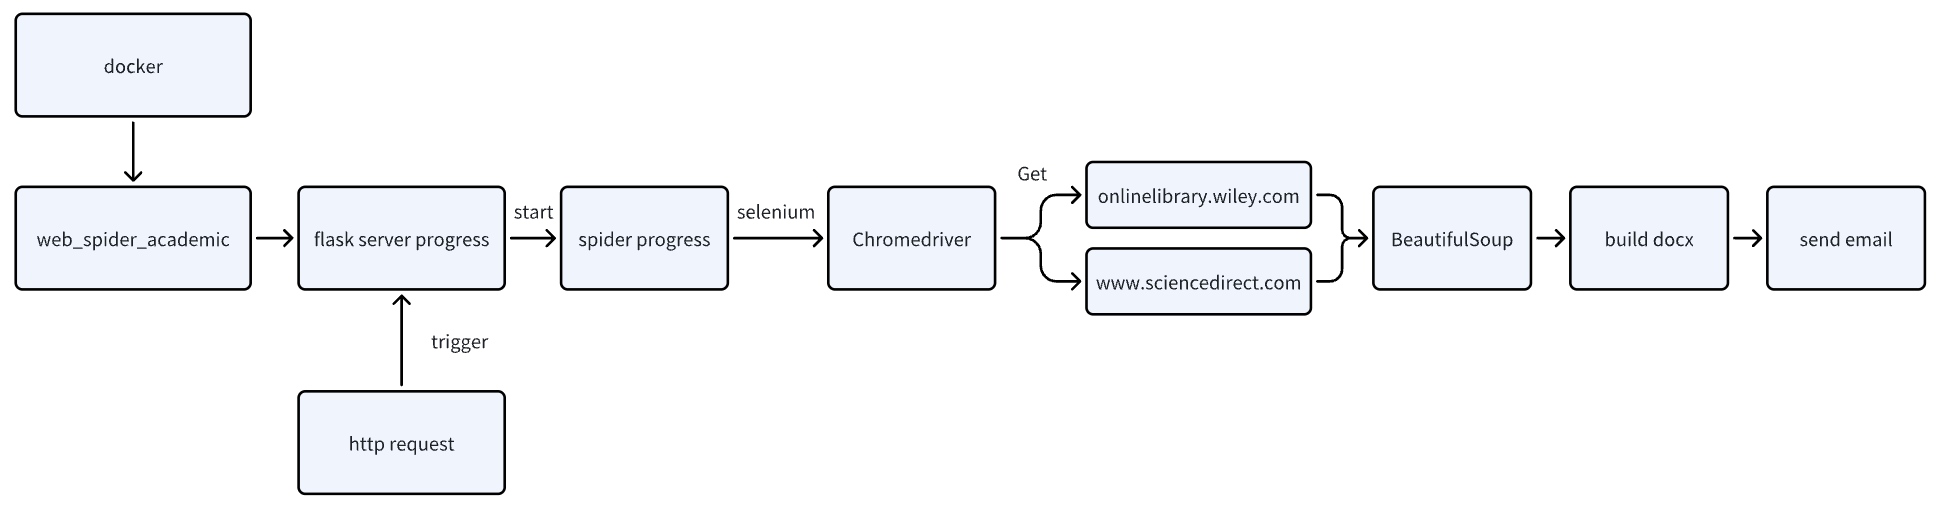 docker
web_spider_academic
flask server progress
start
spider progress
selenium
Chromedriver
Get
onlinelibrary.wiley.com
www.sciencedirect.com
BeautifulSoup
build docx
send email
trigger
http request